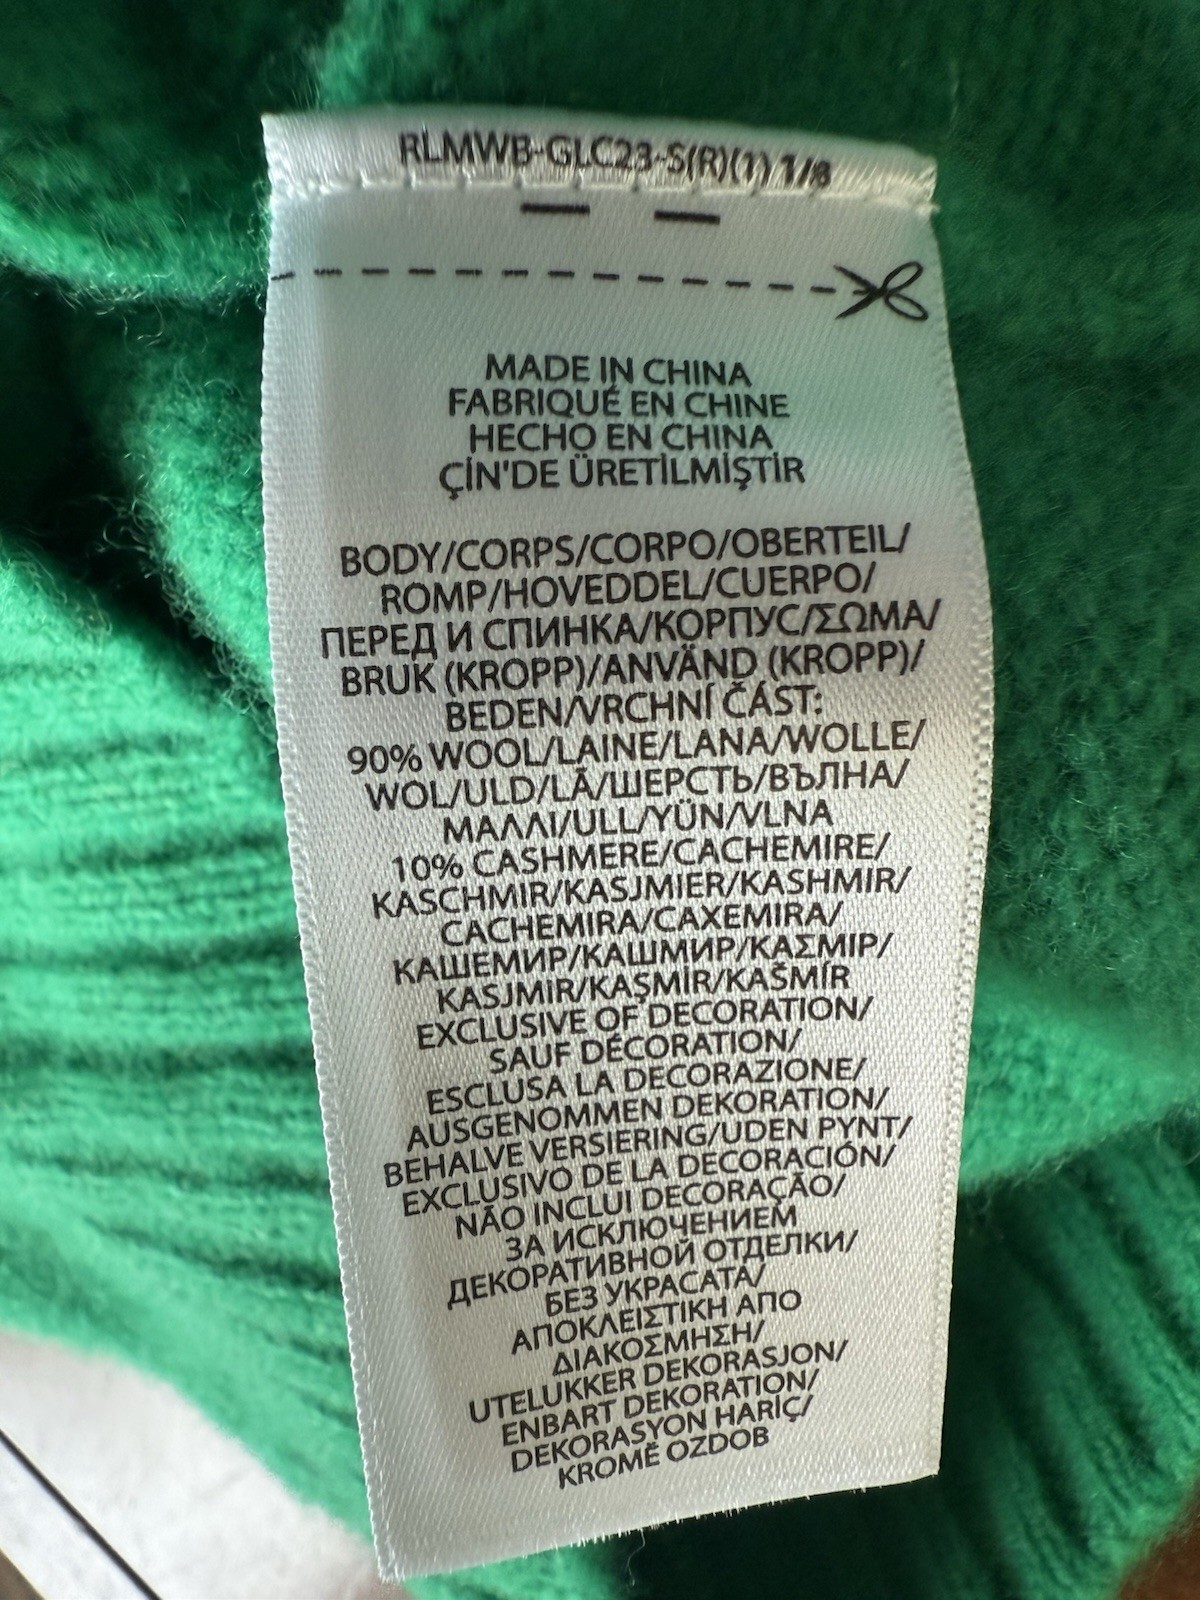 RLMWB-GLC23-S(R)(1) 1/8
MADE IN CHINA
FABRIQUÉ EN CHINE
HECHO EN CHINA
ÇİN'DE ÜRETİLMİŞTİR
BODY/CORPS/CORPO/OBERTEIL/
ROMP/HOVEDDEL/CUERPO/
ПЕРЕД И СПИНКА/КОРПУС/ΣΩΜΑ/
BRUK (KROPP)/ANVÄND (KROPP)/
BEDEN/VRCHNÍ ČÁST:
90% WOOL/LAINE/LANA/WOLLE/
WOL/ULD/LÃ/ШЕРСТЬ/ВЪЛНА/
ΜΑΛΛΙ/ULL/YÜN/VLNA
10% CASHMERE/CACHEMIRE/
KASCHMIR/KASJMIER/KASHMIR/
CACHEMIRA/CAXEMIRA/
КАШЕМИР/КАШМИР/ΚΑΣΜΙΡ/
KASJMIR/KAŞMİR/KAŠMÍR
EXCLUSIVE OF DECORATION/
SAUF DÉCORATION/
ESCLUSA LA DECORAZIONE/
AUSGENOMMEN DEKORATION/
BEHALVE VERSIERING/UDEN PYNT/
EXCLUSIVO DE LA DECORACIÓN/
NÃO INCLUI DECORAÇÃO/
ЗА ИСКЛЮЧЕНИЕМ
ДЕКОРАТИВНОЙ ОТДЕЛКИ/
БЕЗ УКРАСАТА/
ΑΠΟΚΛΕΙΣΤΙΚΗ ΑΠΟ
ΔΙΑΚΟΣΜΗΣΗ/
UTELUKKER DEKORASJON/
ENBART DEKORATION/
DEKORASYON HARİÇ/
KROMĚ OZDOB